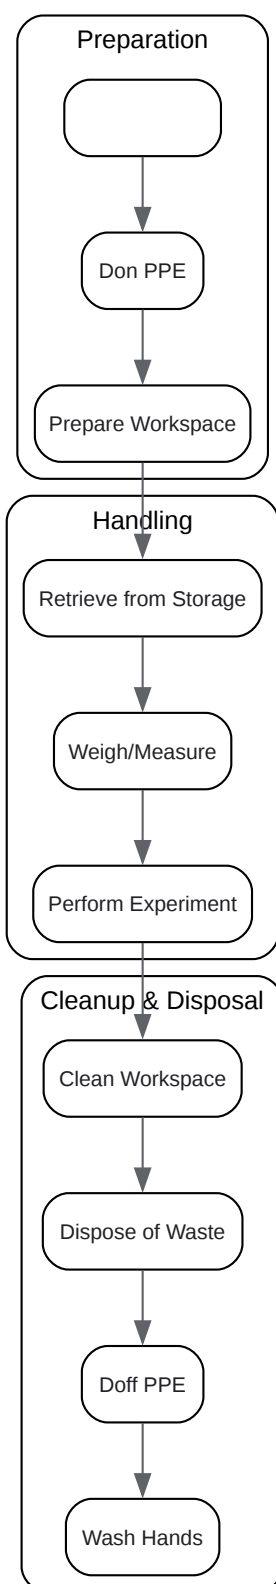 Preparation
Don PPE
Prepare Workspace
Handling
Retrieve from Storage
Weigh/Measure
Perform Experiment
Cleanup & Disposal
Clean Workspace
Dispose of Waste
Doff PPE
Wash Hands